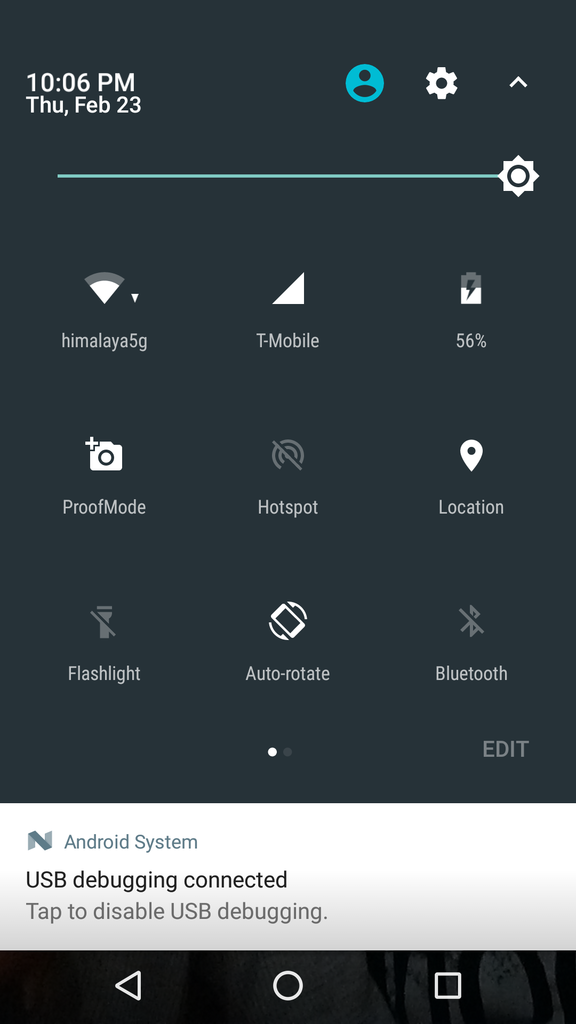 10:06 PM
Thu, Feb 23
himalaya5g
T-Mobile
56%
ProofMode
Hotspot
Location
Flashlight
Auto-rotate
Bluetooth
EDIT
Android System
USB debugging connected
Tap to disable USB debugging.